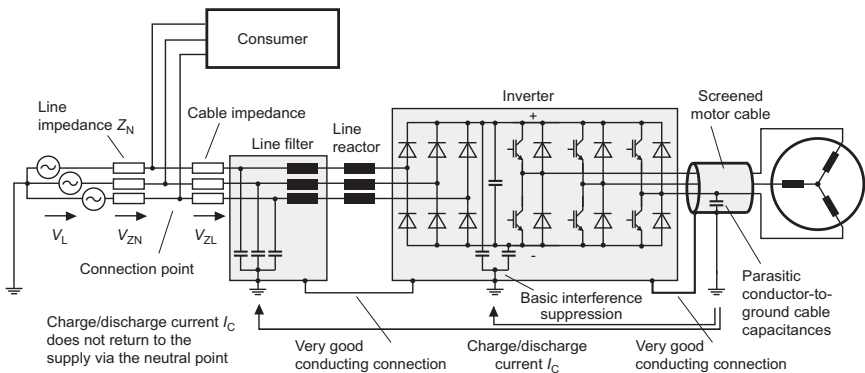 Consumer
Line
impedance Z_N
Cable impedance
Line filter
Line
reactor
Inverter
Screened
motor cable
+
-
V_L
V_ZN
V_ZL
Connection point
Basic interference
suppression
Parasitic
conductor-to-
ground cable
capacitances
Charge/discharge current I_C
does not return to the
supply via the neutral point
Very good
conducting connection
Charge/discharge
current I_C
Very good
conducting connection